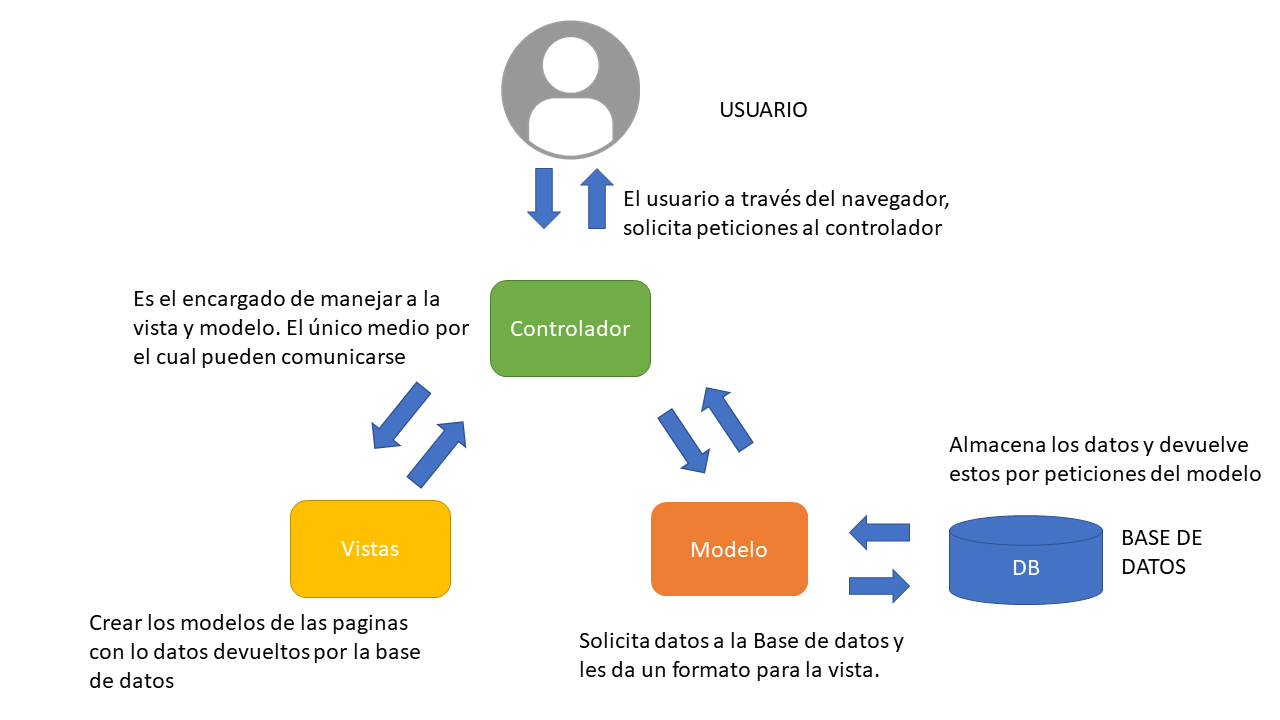 USUARIO
El usuario a través del navegador,
solicita peticiones al controlador
Es el encargado de manejar a la
vista y modelo. El único medio por
el cual pueden comunicarse
Controlador
Almacena los datos y devuelve
estos por peticiones del modelo
Vistas
Modelo
DB
BASE DE
DATOS
Crear los modelos de las paginas
con lo datos devueltos por la base
de datos
Solicita datos a la Base de datos y
les da un formato para la vista.